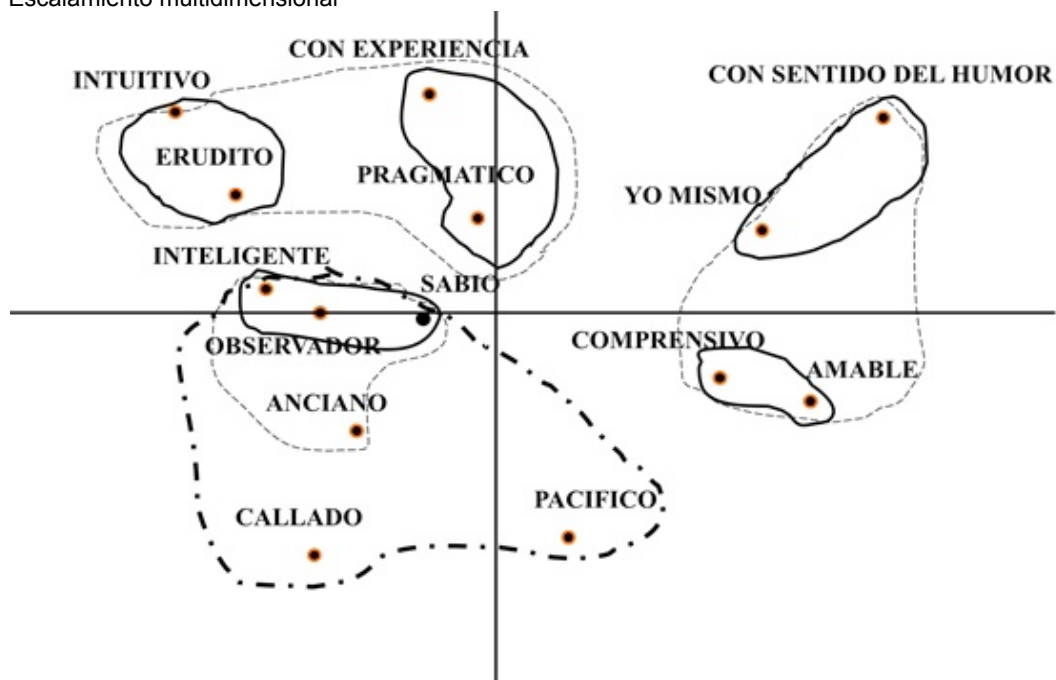 Escalamiento multidimensional
CON EXPERIENCIA
INTUITIVO
CON SENTIDO DEL HUMOR
ERUDITO
PRAGMATICO
YO MISMO
INTELIGENTE
SABIO
OBSERVADOR
COMPRENSIVO
AMABLE
ANCIANO
PACIFICO
CALLADO